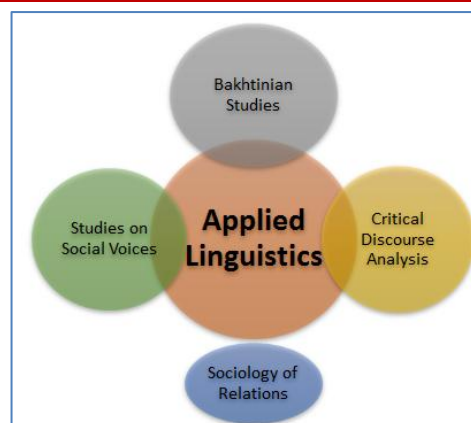 Bakhtinian
Studies
Studies on
Social Voices
Applied
Linguistics
Critical
Discourse
Analysis
Sociology of
Relations